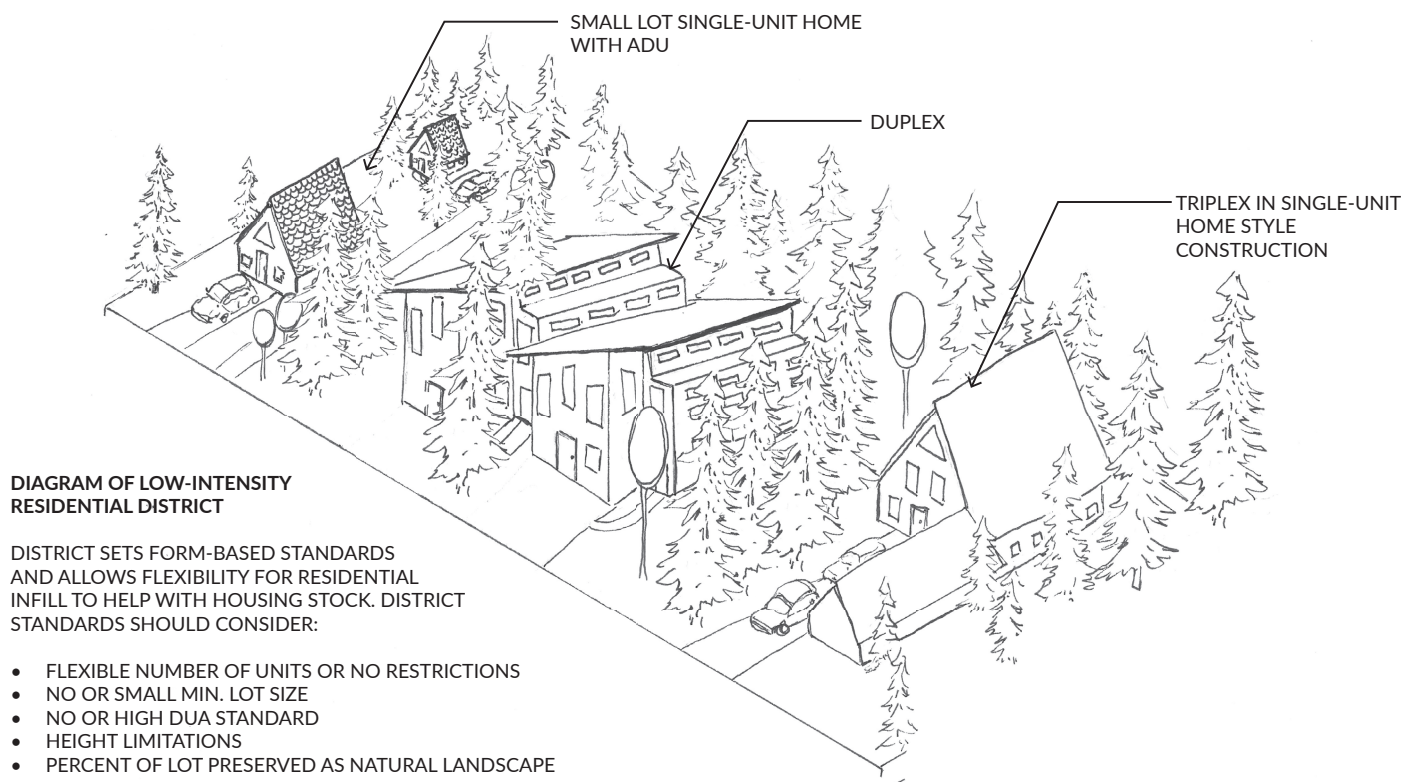 SMALL LOT SINGLE-UNIT HOME
WITH ADU
DUPLEX
TRIPLEX IN SINGLE-UNIT
HOME STYLE
CONSTRUCTION
DIAGRAM OF LOW-INTENSITY
RESIDENTIAL DISTRICT
DISTRICT SETS FORM-BASED STANDARDS
AND ALLOWS FLEXIBILITY FOR RESIDENTIAL
INFILL TO HELP WITH HOUSING STOCK. DISTRICT
STANDARDS SHOULD CONSIDER:
• FLEXIBLE NUMBER OF UNITS OR NO RESTRICTIONS
• NO OR SMALL MIN. LOT SIZE
• NO OR HIGH DUA STANDARD
• HEIGHT LIMITATIONS
• PERCENT OF LOT PRESERVED AS NATURAL LANDSCAPE